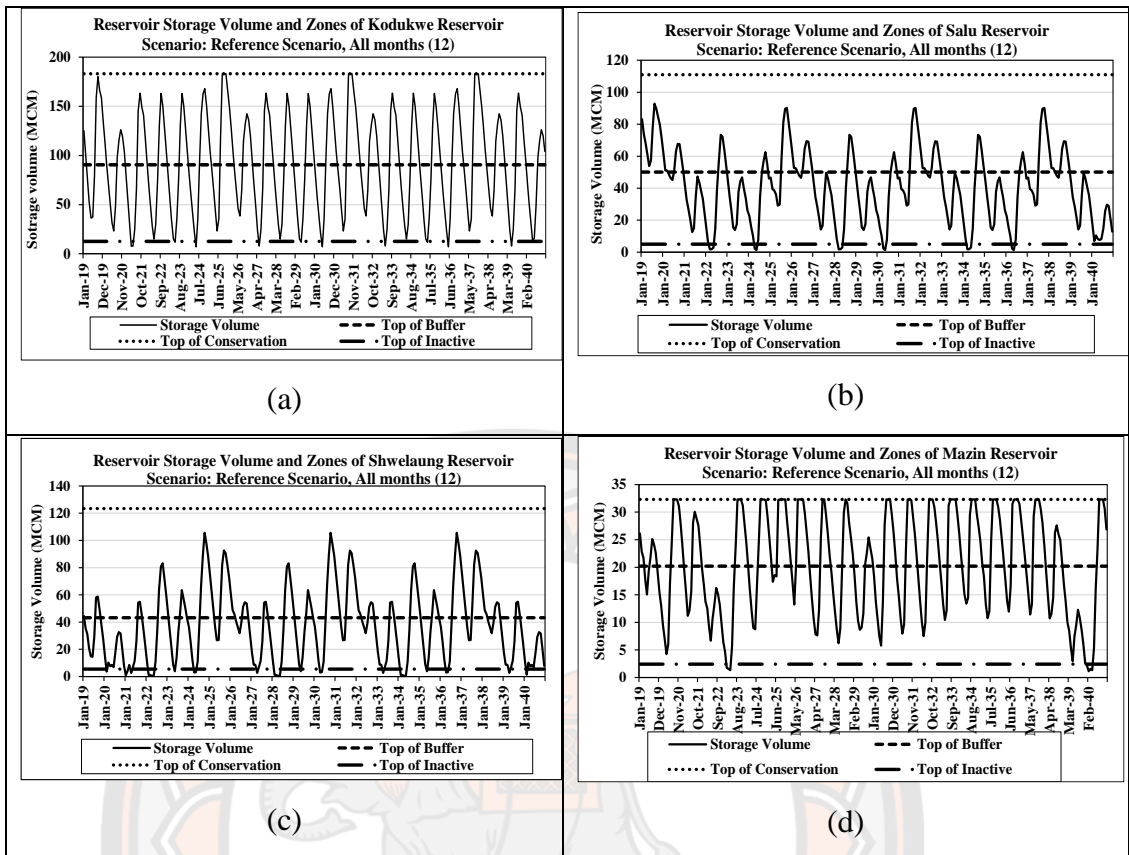 Reservoir Storage Volume and Zones of Kodukwe Reservoir
Scenario: Reference Scenario, All months (12)
Sotrage volume (MCM)
200
150
100
50
0
Jan-19
Dec-19
Nov-20
Oct-21
Sep-22
Aug-23
Jul-24
Jun-25
May-26
Apr-27
Mar-28
Feb-29
Jan-30
Dec-30
Nov-31
Oct-32
Sep-33
Aug-34
Jul-35
Jun-36
May-37
Apr-38
Mar-39
Feb-40
Storage Volume
Top of Buffer
Top of Conservation
Top of Inactive
(a)
Reservoir Storage Volume and Zones of Salu Reservoir
Scenario: Reference Scenario, All months (12)
Storage Volume (MCM)
120
100
80
60
40
20
0
Jan-19
Jan-20
Jan-21
Jan-22
Jan-23
Jan-24
Jan-25
Jan-26
Jan-27
Jan-28
Jan-29
Jan-30
Jan-31
Jan-32
Jan-33
Jan-34
Jan-35
Jan-36
Jan-37
Jan-38
Jan-39
Jan-40
Storage Volume
Top of Buffer
Top of Conservation
Top of Inactive
(b)
Reservoir Storage Volume and Zones of Shwelaung Reservoir
Scenario: Reference Scenario, All months (12)
Storage Volume (MCM)
140
120
100
80
60
40
20
0
Jan-19
Jan-20
Jan-21
Jan-22
Jan-23
Jan-24
Jan-25
Jan-26
Jan-27
Jan-28
Jan-29
Jan-30
Jan-31
Jan-32
Jan-33
Jan-34
Jan-35
Jan-36
Jan-37
Jan-38
Jan-39
Jan-40
Storage Volume
Top of Buffer
Top of Conservation
Top of Inactive
(c)
Reservoir Storage Volume and Zones of Mazin Reservoir
Scenario: Reference Scenario, All months (12)
Storage Volume (MCM)
35
30
25
20
15
10
5
0
Jan-19
Dec-19
Nov-20
Oct-21
Sep-22
Aug-23
Jul-24
Jun-25
May-26
Apr-27
Mar-28
Feb-29
Jan-30
Dec-30
Nov-31
Oct-32
Sep-33
Aug-34
Jul-35
Jun-36
May-37
Apr-38
Mar-39
Feb-40
Storage Volume
Top of Buffer
Top of Conservation
Top of Inactive
(d)